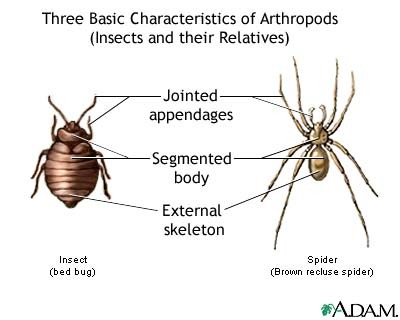 Three Basic Characteristics of Arthropods
(Insects and their Relatives)
Jointed
appendages
Segmented
body
External
skeleton
Insect
(bed bug)
Spider
(Brown recluse spider)
ADAM.